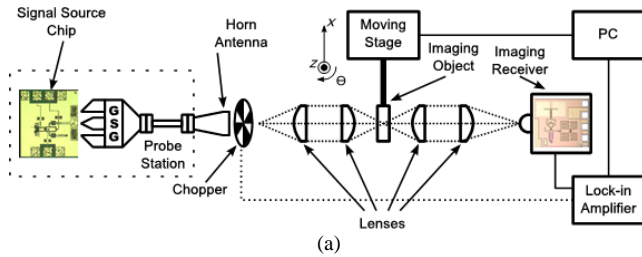 Signal Source
Chip
Horn
Antenna
x
z
Θ
Moving
Stage
Imaging
Object
Imaging
Receiver
PC
G
S
G
Probe
Station
Chopper
Lenses
Lock-in
Amplifier
(a)